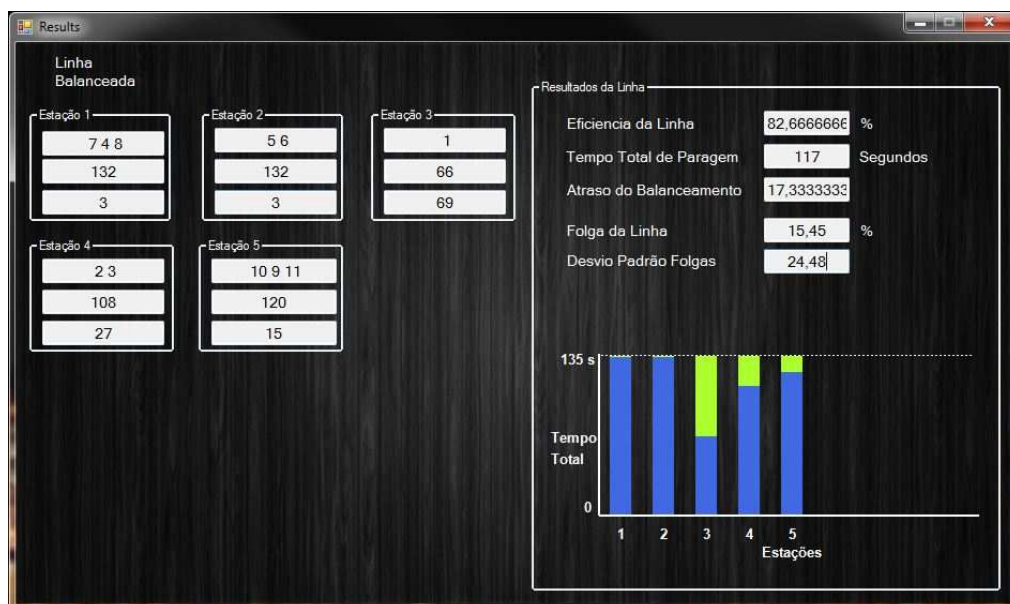 Results
Linha
Balanceada
Estação 1
7 4 8
132
3
Estação 2
5 6
132
3
Estação 3
1
66
69
Estação 4
2 3
108
27
Estação 5
10 9 11
120
15
Resultados da Linha
Eficiencia da Linha 82,6666666 %
Tempo Total de Paragem 117 Segundos
Atraso do Balanceamento 17,3333333
Folga da Linha 15,45 %
Desvio Padrão Folgas 24,48
135 s
Tempo
Total
0
1 2 3 4 5
Estações